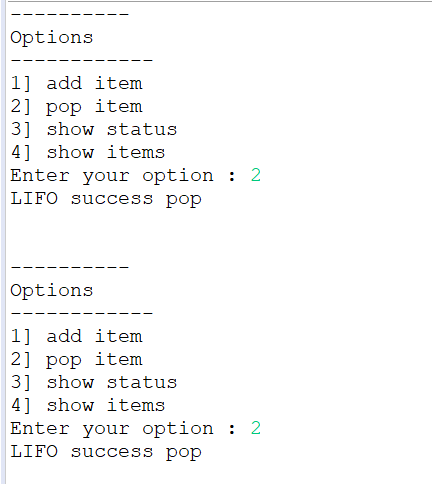 ----------
Options
------------
1] add item
2] pop item
3] show status
4] show items
Enter your option : 2
LIFO success pop
----------
Options
------------
1] add item
2] pop item
3] show status
4] show items
Enter your option : 2
LIFO success pop